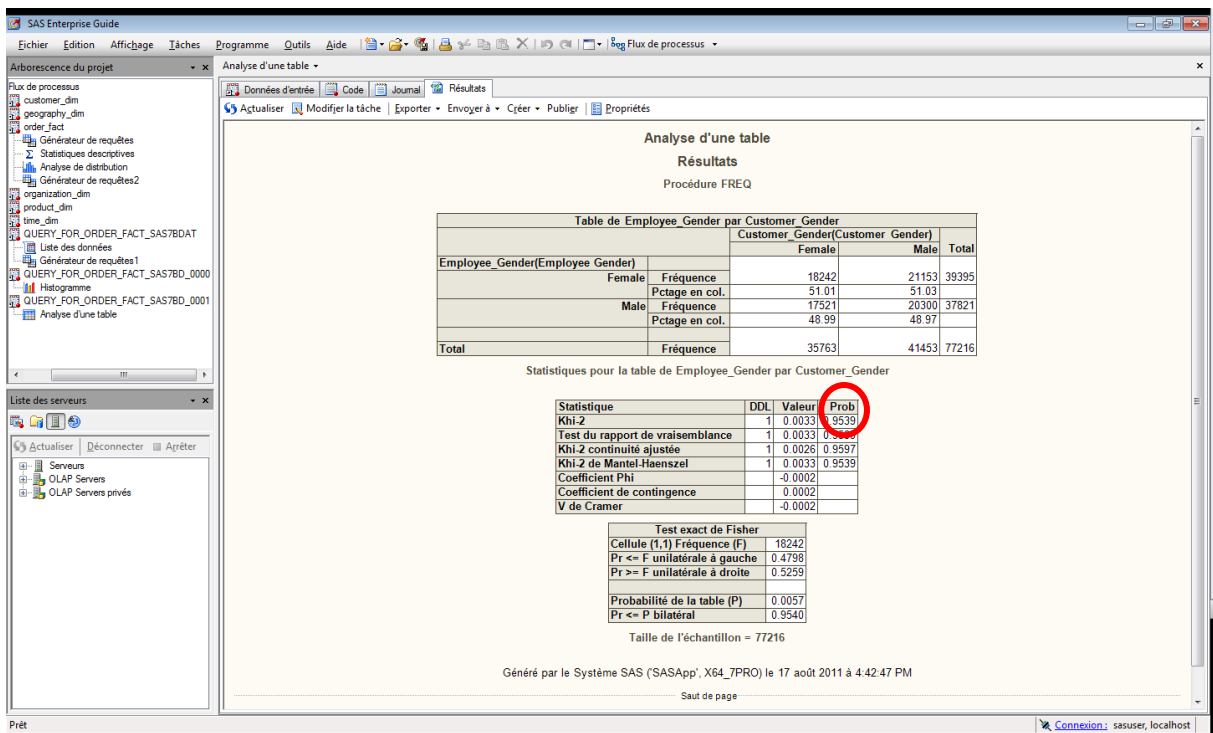 SAS Enterprise Guide
Fichier Edition Affichage Tâches Programme Outils Aide Flux de processus
Arborescence du projet
Flux de processus
customer_dim
geography_dim
order_fact
Générateur de requêtes
Statistiques descriptives
Analyse de distribution
Générateur de requêtes2
organization_dim
product_dim
time_dim
QUERY_FOR_ORDER_FACT_SAS7BDAT
Liste des données
Générateur de requêtes1
QUERY_FOR_ORDER_FACT_SAS7BD_0000
Histogramme
QUERY_FOR_ORDER_FACT_SAS7BD_0001
Analyse d'une table
Liste des serveurs
Actualiser Déconnecter Arrêter
Serveurs
OLAP Servers
OLAP Servers privés
Analyse d'une table
Données d'entrée Code Journal Résultats
Actualiser Modifier la tâche Exporter Envoyer à Créer Publier Propriétés
Analyse d'une table
Résultats
Procédure FREQ
Table de Employee_Gender par Customer_Gender
Customer_Gender(Customer Gender)
Female Male Total
Employee_Gender(Employee Gender)
Female Fréquence 18242 21153 39395
Pctage en col. 51.01 51.03
Male Fréquence 17521 20300 37821
Pctage en col. 48.99 48.97
Total Fréquence 35763 41453 77216
Statistiques pour la table de Employee_Gender par Customer_Gender
Statistique DDL Valeur Prob
Khi-2 1 0.0033 0.9539
Test du rapport de vraisemblance 1 0.0033
Khi-2 continuité ajustée 1 0.0026 0.9597
Khi-2 de Mantel-Haenszel 1 0.0033 0.9539
Coefficient Phi -0.0002
Coefficient de contingence 0.0002
V de Cramer -0.0002
Test exact de Fisher
Cellule (1,1) Fréquence (F) 18242
Pr <= F unilatérale à gauche 0.4798
Pr >= F unilatérale à droite 0.5259
Probabilité de la table (P) 0.0057
Pr <= P bilatéral 0.9540
Taille de l'échantillon = 77216
Généré par le Système SAS ('SASApp', X64_7PRO) le 17 août 2011 à 4:42:47 PM
Saut de page
Prêt
Connexion : sasuser, localhost